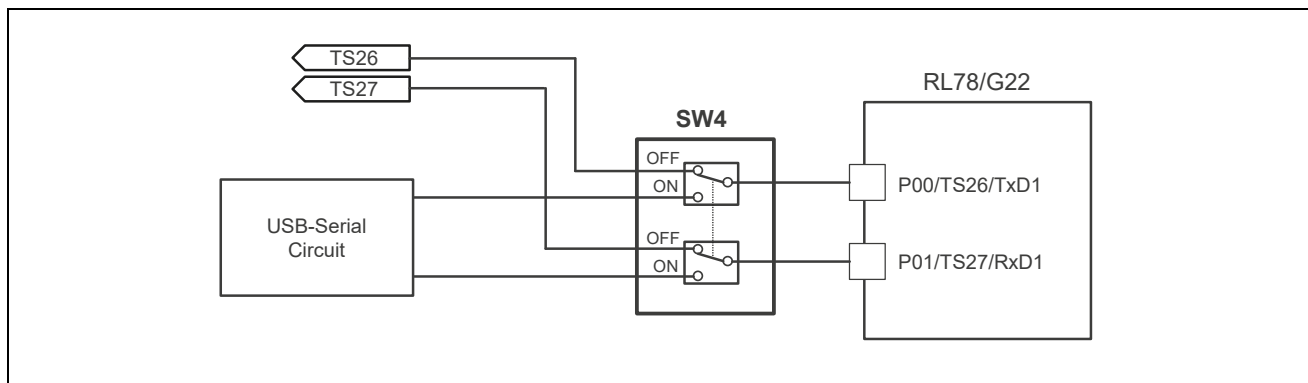 TS26
TS27
RL78/G22
SW4
OFF
ON
P00/TS26/TxD1
USB-Serial
Circuit
OFF
ON
P01/TS27/RxD1